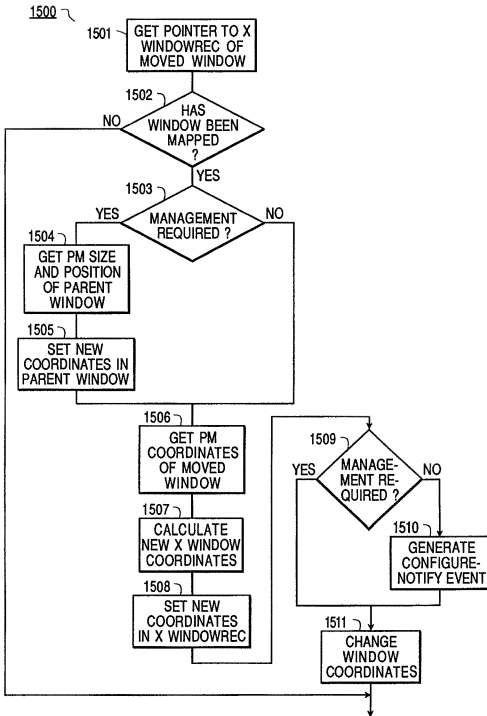 1500
1501
GET POINTER TO X
WINDOWREC OF
MOVED WINDOW
1502
HAS
WINDOW BEEN
MAPPED
?
NO
YES
1503
MANAGEMENT
REQUIRED ?
YES
NO
1504
GET PM SIZE
AND POSITION
OF PARENT
WINDOW
1505
SET NEW
COORDINATES IN
PARENT WINDOW
1506
GET PM
COORDINATES
OF MOVED
WINDOW
1507
CALCULATE
NEW X WINDOW
COORDINATES
1508
SET NEW
COORDINATES
IN X WINDOWREC
1509
MANAGE-
MENT RE-
QUIRED ?
YES
NO
1510
GENERATE
CONFIGURE-
NOTIFY EVENT
1511
CHANGE
WINDOW
COORDINATES